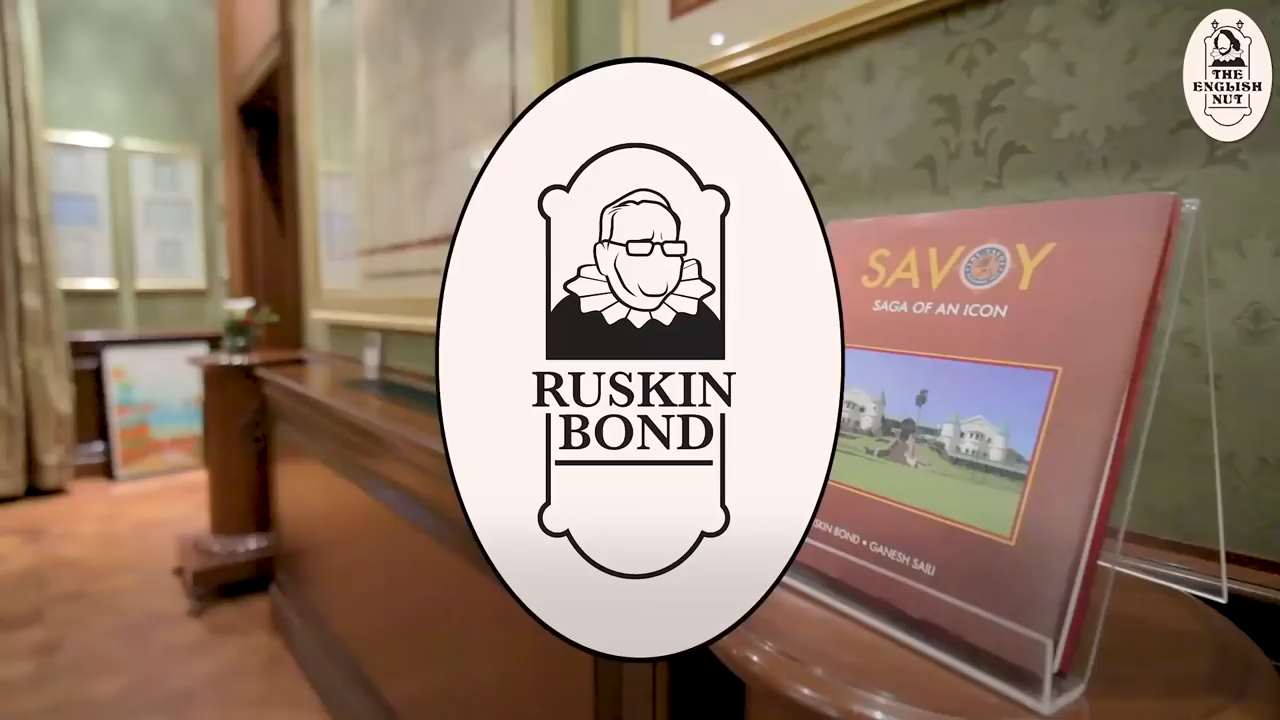 THE
ENGLISH
NUT
SAVOY
SAGA OF AN ICON
RUSKIN
BOND
SKIN BOND • GANESH SAILI